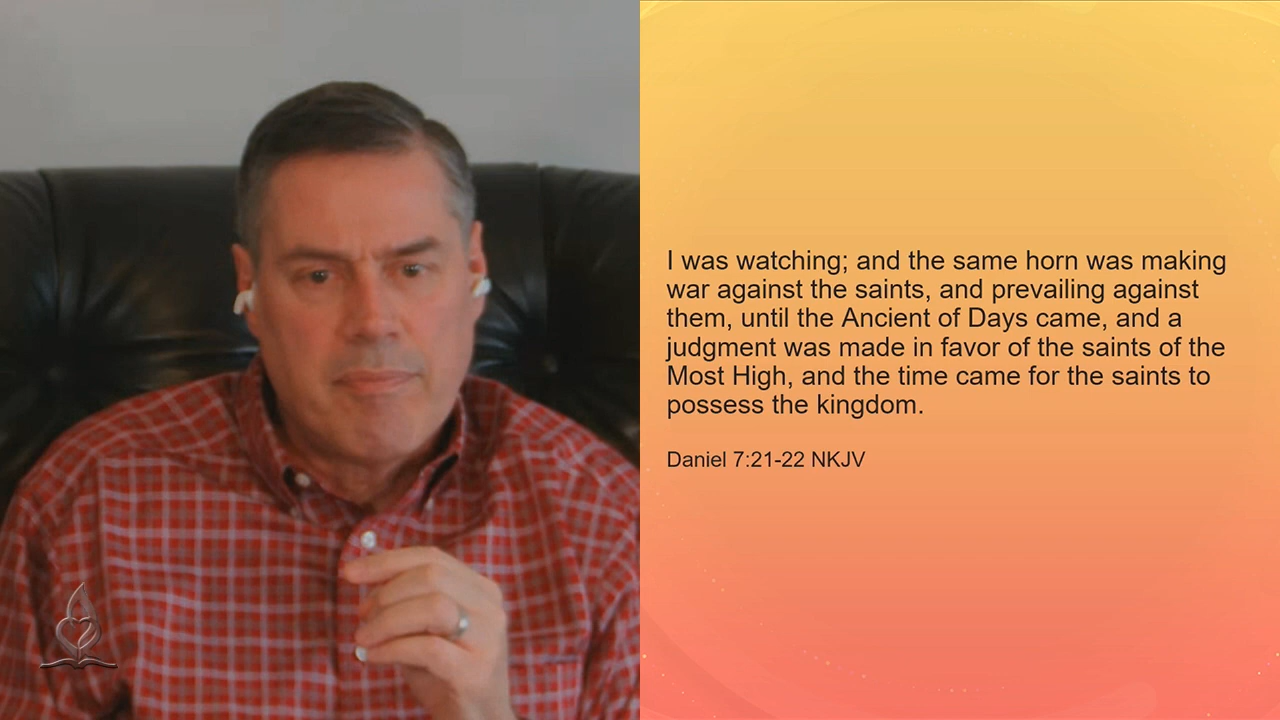 I was watching; and the same horn was making
war against the saints, and prevailing against
them, until the Ancient of Days came, and a
judgment was made in favor of the saints of the
Most High, and the time came for the saints to
possess the kingdom.
Daniel 7:21-22 NKJV